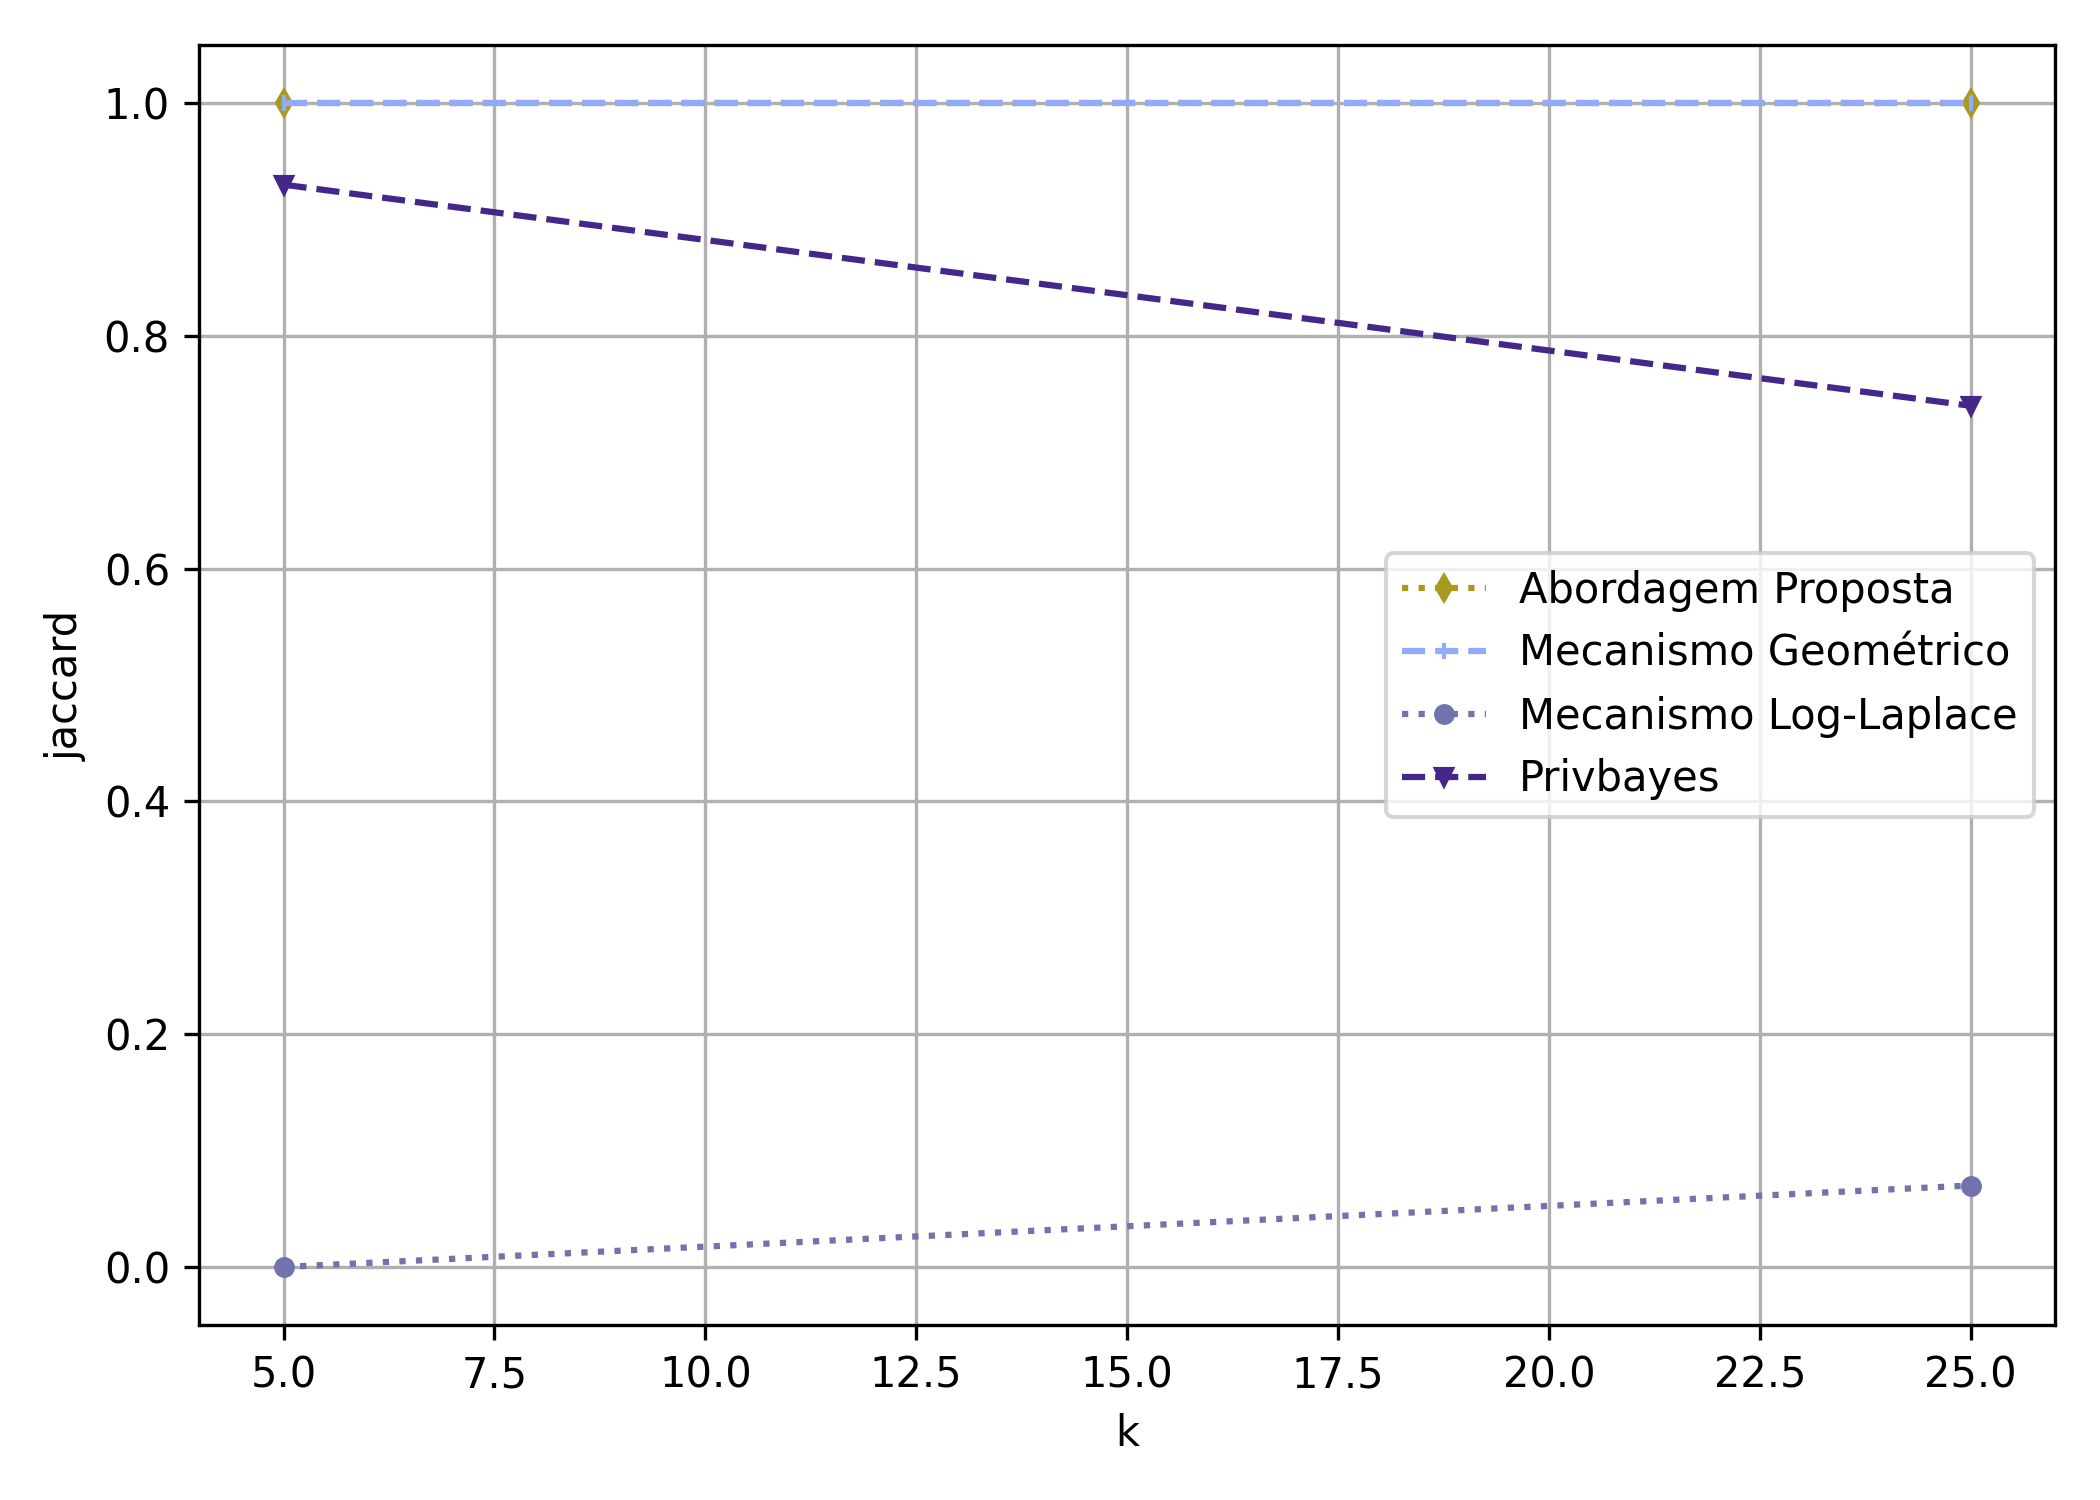 1.0
0.8
0.6
0.4
0.2
0.0
jaccard
Abordagem Proposta
Mecanismo Geométrico
Mecanismo Log-Laplace
Privbayes
5.0 7.5 10.0 12.5 15.0 17.5 20.0 22.5 25.0
k